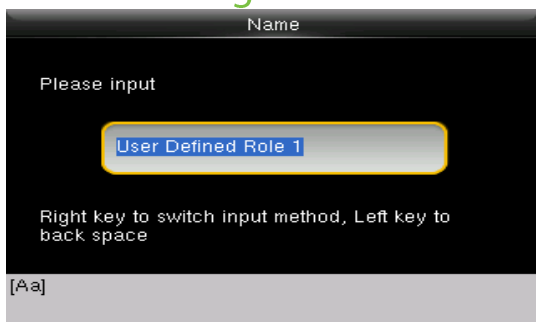 Name
Please input
User Defined Role 1
Right key to switch input method, Left key to
back space
[Aa]